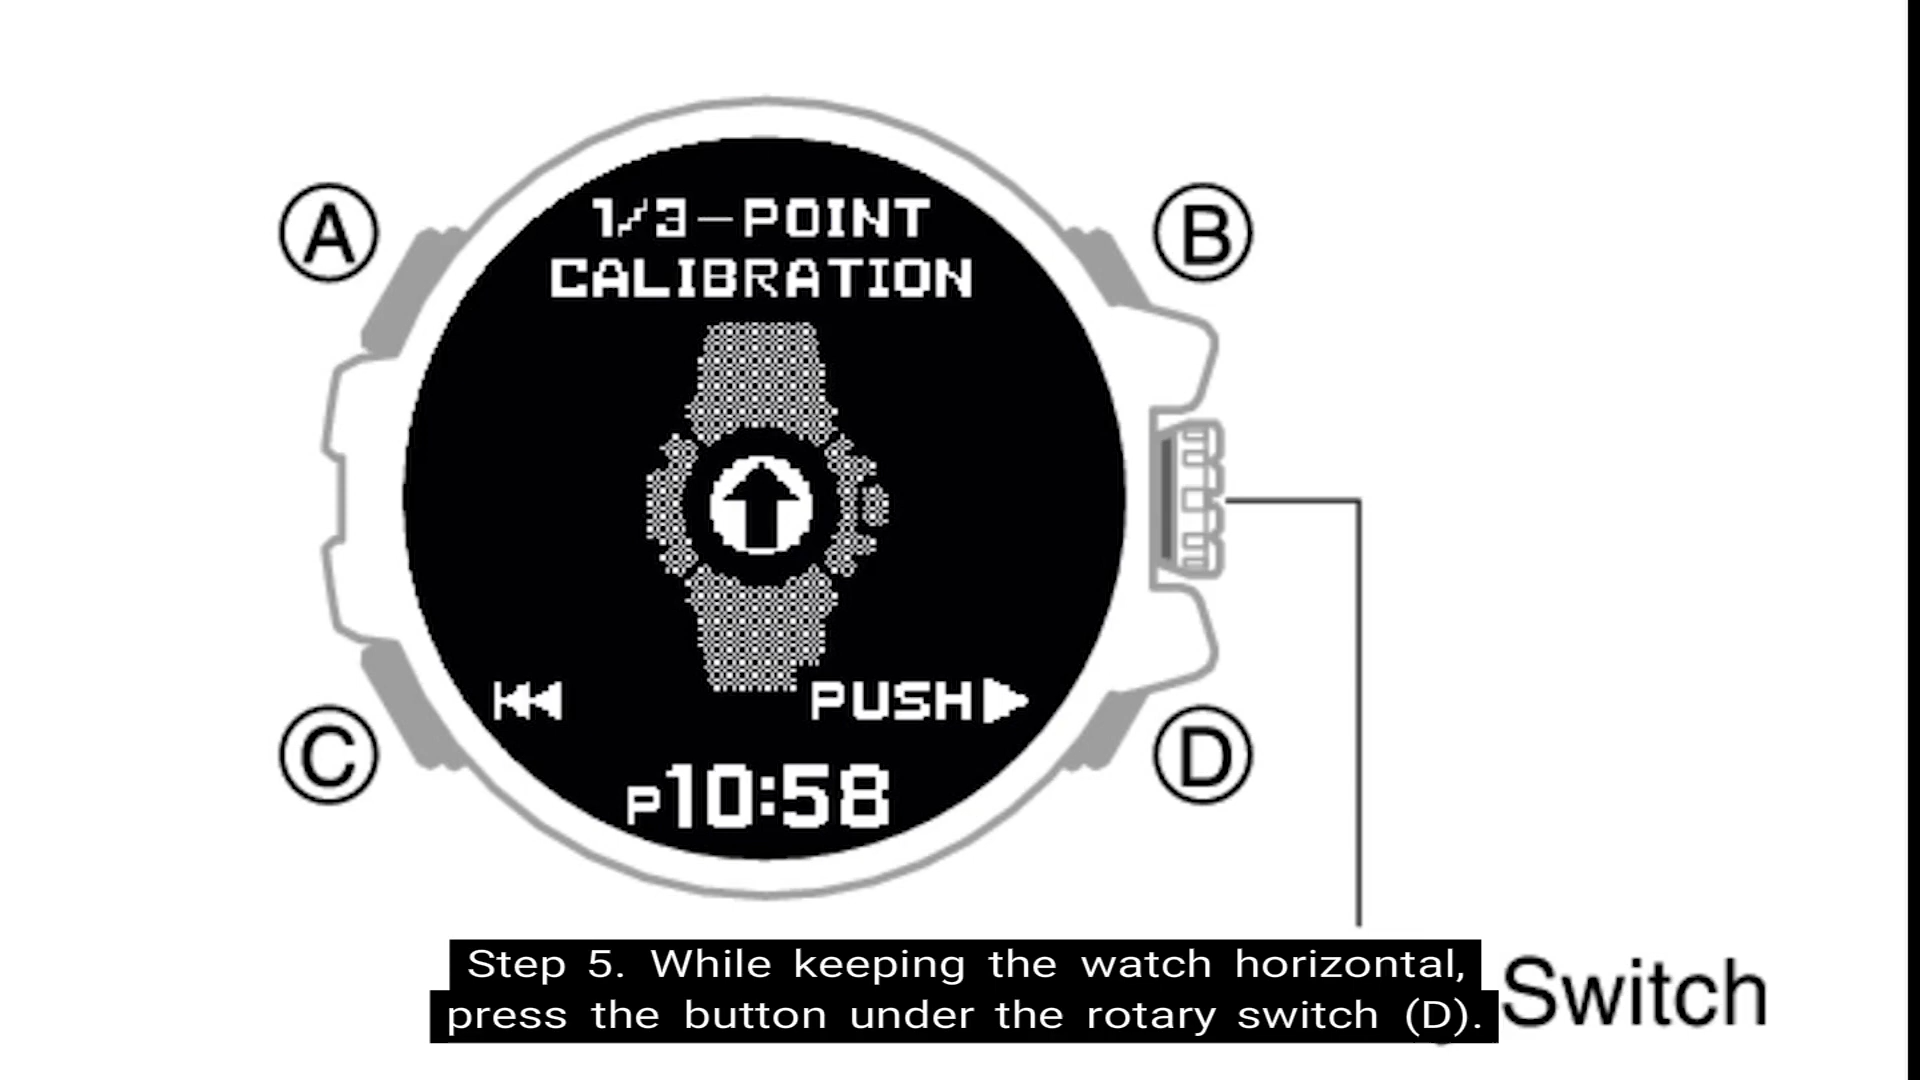 A
B
1/3-POINT
CALIBRATION
PUSH
C
D
P10:58
Step 5. While keeping the watch horizontal,
press the button under the rotary switch (D).
Switch